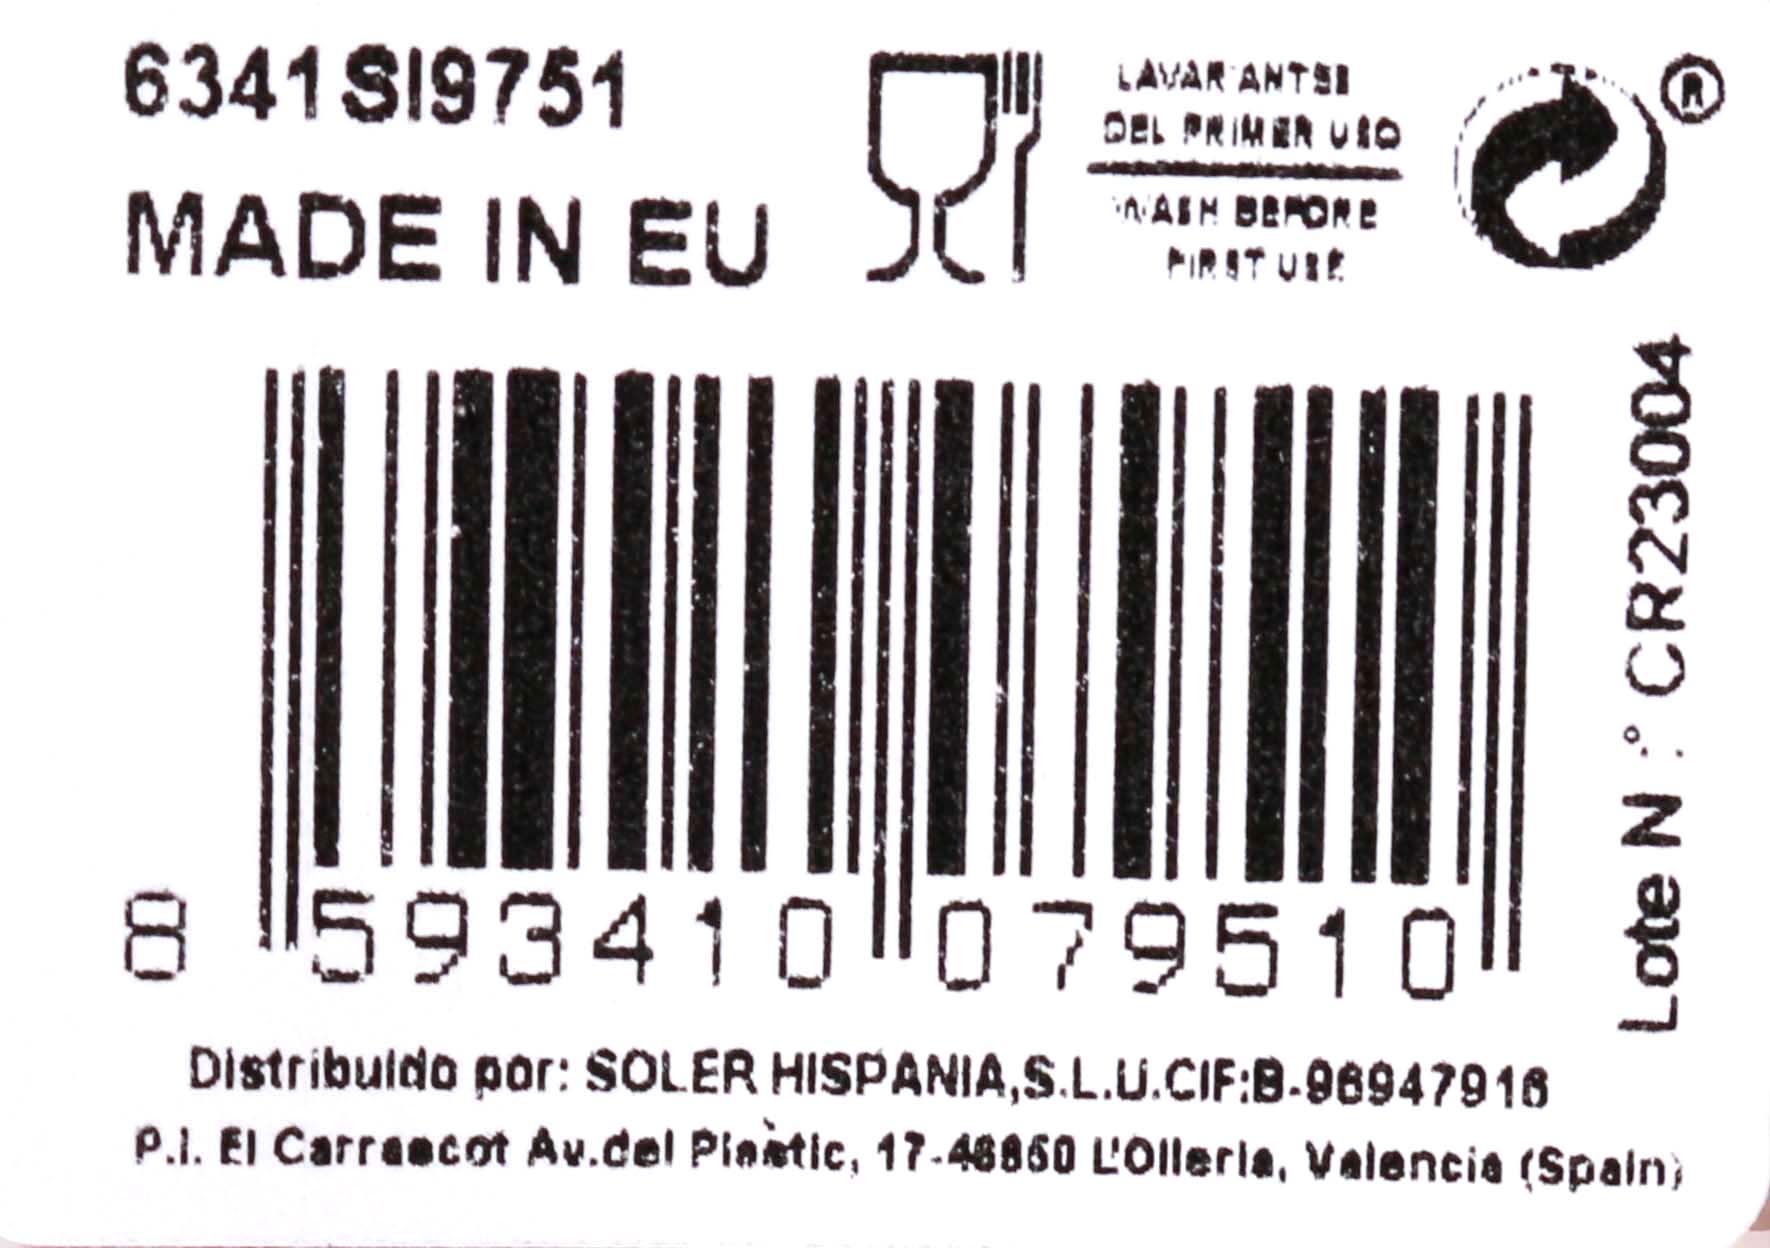 6341SI9751
MADE IN EU
LAVAR ANTES
DEL PRIMER USO
WASH BEFORE
FIRST USE
®
Lote N.º CR23004
8 593410 079510
Distribuido por: SOLER HISPANIA,S.L.U.CIF:B-96947916
P.I. El Carrascot Av.del Plàstic, 17-46850 L'Olleria, Valencia (Spain)